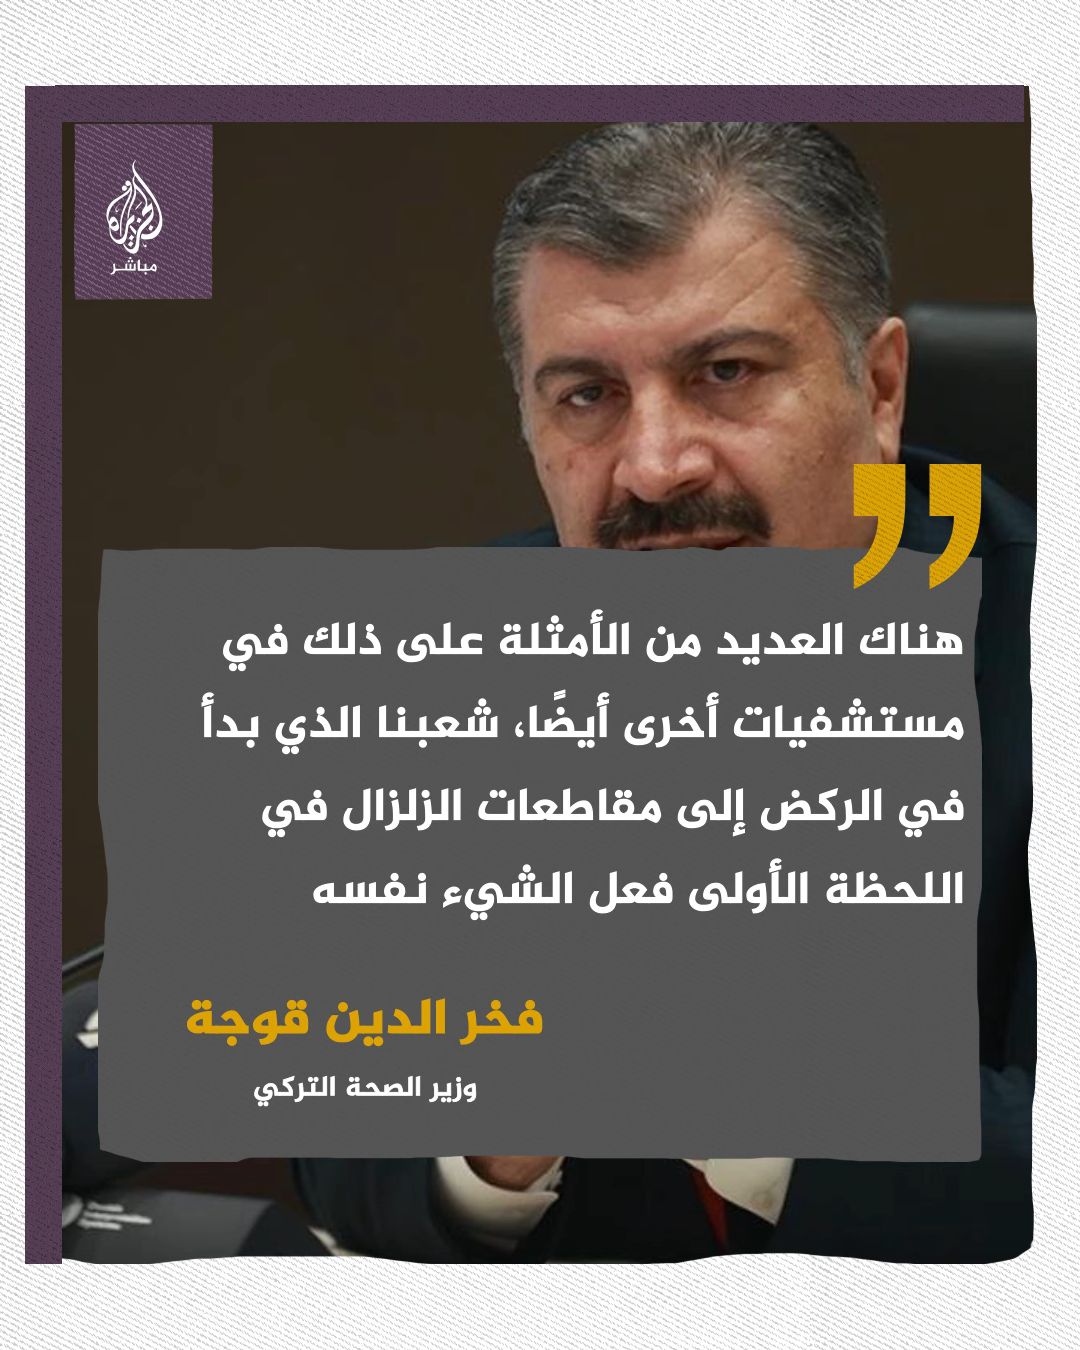 الجزيرة
مباشر
هناك العديد من الأمثلة على ذلك في
مستشفيات أخرى أيضًا، شعبنا الذي بدأ
في الركض إلى مقاطعات الزلزال في
اللحظة الأولى فعل الشيء نفسه
فخر الدين قوجة
وزير الصحة التركي